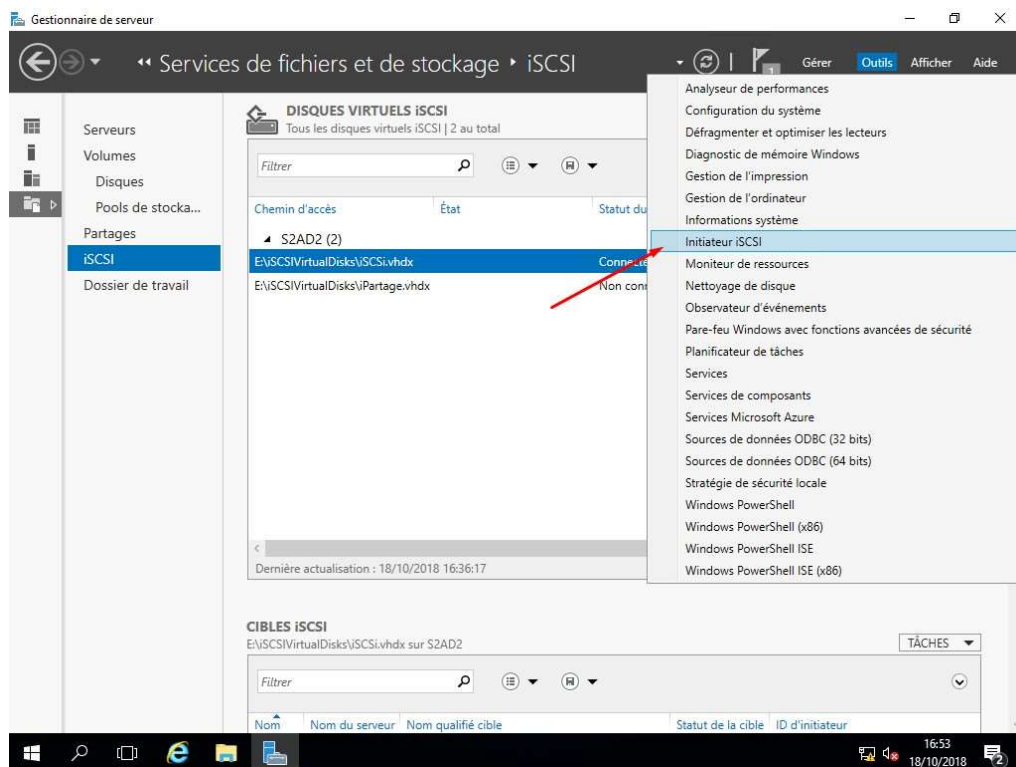 Gestionnaire de serveur
Services de fichiers et de stockage ‣ iSCSI
1
Gérer
Outils
Afficher
Aide
Serveurs
Volumes
Disques
Pools de stocka...
Partages
iSCSI
Dossier de travail
DISQUES VIRTUELS iSCSI
Tous les disques virtuels iSCSI | 2 au total
Filtrer
Chemin d'accès État Statut du
S2AD2 (2)
E:\iSCSIVirtualDisks\iSCSi.vhdx Connecté
E:\iSCSIVirtualDisks\iPartage.vhdx Non conn
Dernière actualisation : 18/10/2018 16:36:17
Analyseur de performances
Configuration du système
Défragmenter et optimiser les lecteurs
Diagnostic de mémoire Windows
Gestion de l'impression
Gestion de l'ordinateur
Informations système
Initiateur iSCSI
Moniteur de ressources
Nettoyage de disque
Observateur d'événements
Pare-feu Windows avec fonctions avancées de sécurité
Planificateur de tâches
Services
Services de composants
Services Microsoft Azure
Sources de données ODBC (32 bits)
Sources de données ODBC (64 bits)
Stratégie de sécurité locale
Windows PowerShell
Windows PowerShell (x86)
Windows PowerShell ISE
Windows PowerShell ISE (x86)
CIBLES iSCSI
E:\iSCSIVirtualDisks\iSCSi.vhdx sur S2AD2
TÂCHES
Filtrer
Nom Nom du serveur Nom qualifié cible Statut de la cible ID d'initiateur
16:53
18/10/2018
2